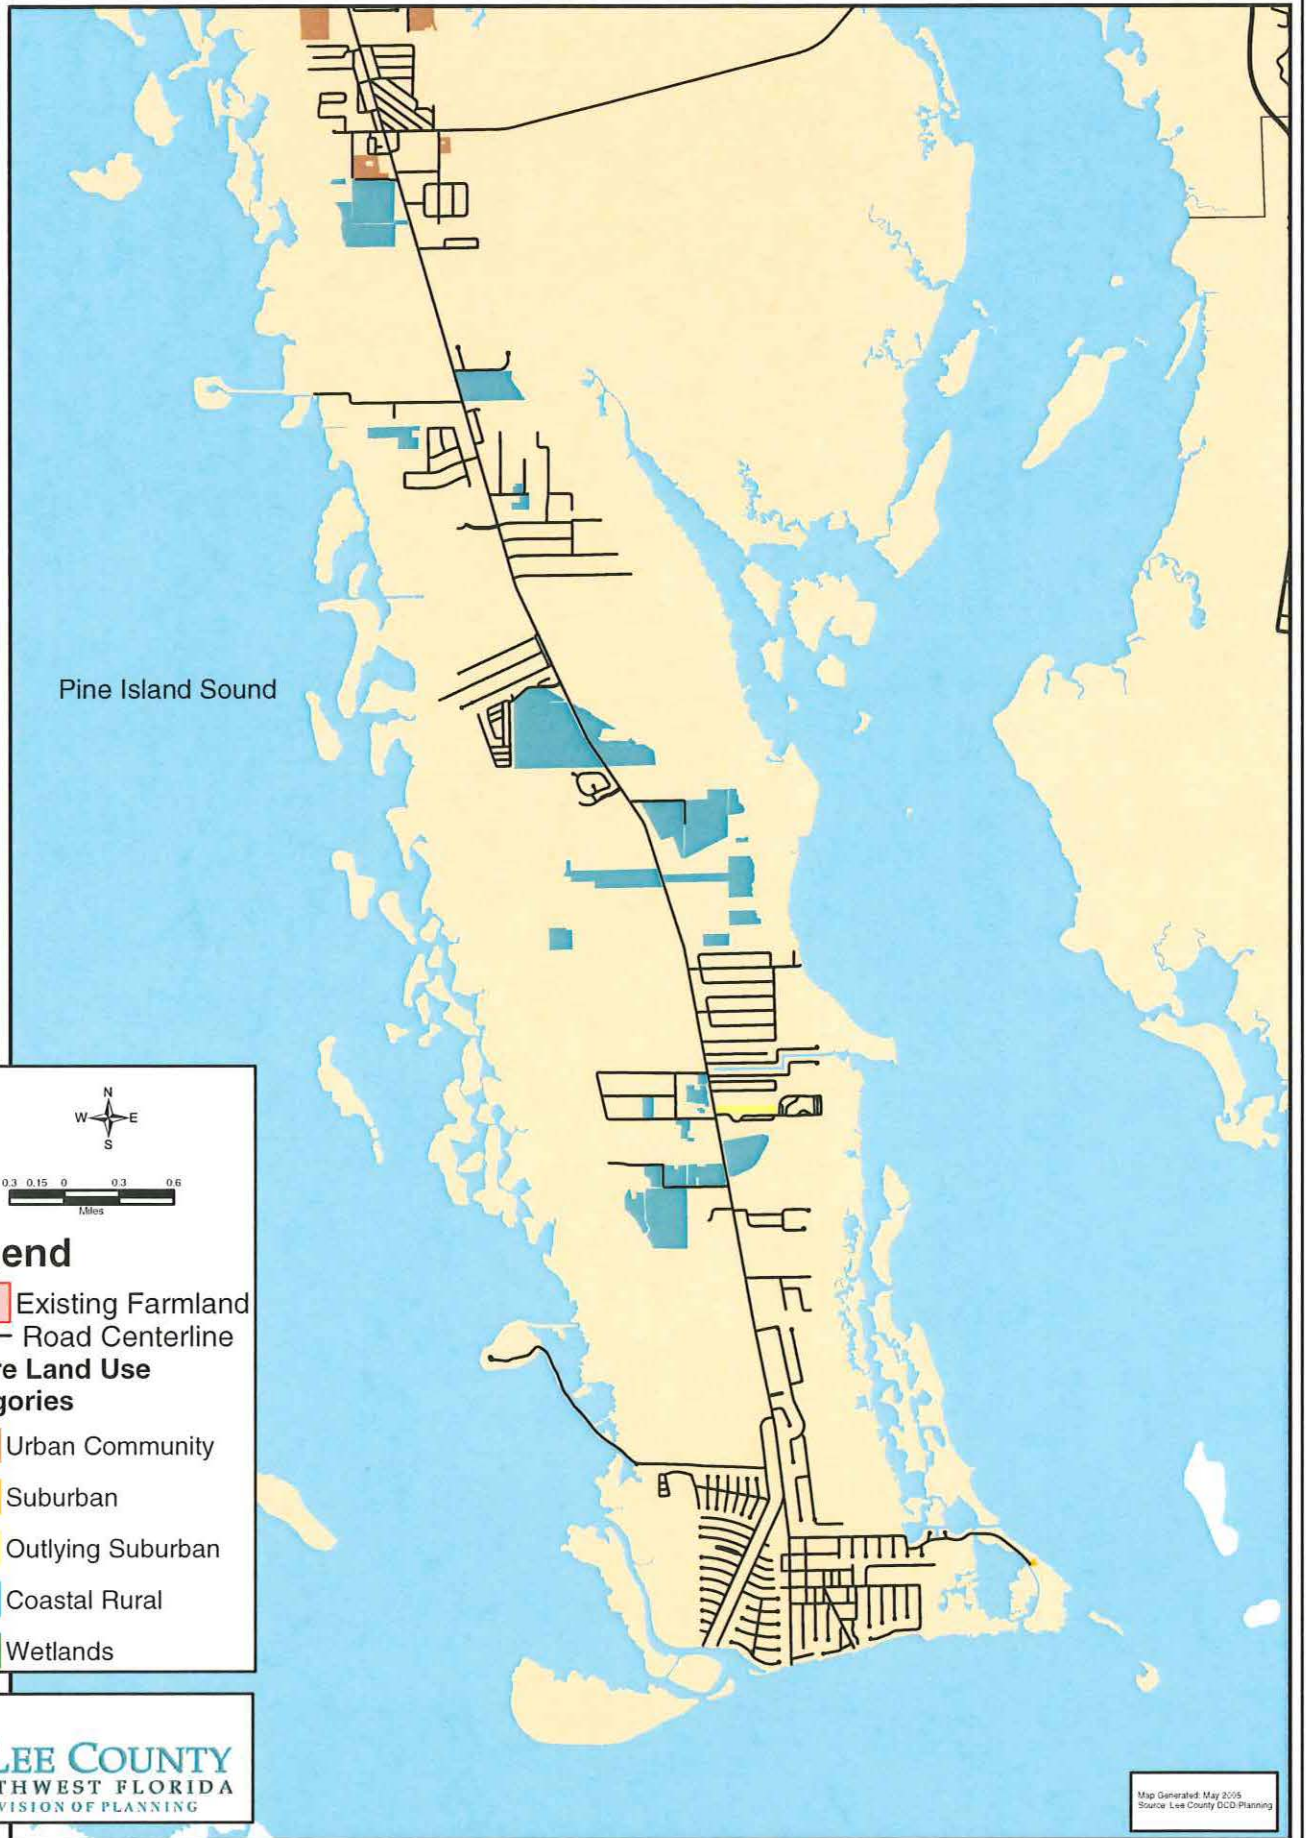 Pine Island Sound
N
W E
S
0.3 0.15 0 0.3 0.6
Miles
end
Existing Farmland
Road Centerline
e Land Use
gories
Urban Community
Suburban
Outlying Suburban
Coastal Rural
Wetlands
LEE COUNTY
THWEST FLORIDA
VISION OF PLANNING
Map Generated: May 2005
Source: Lee County DCD/Planning